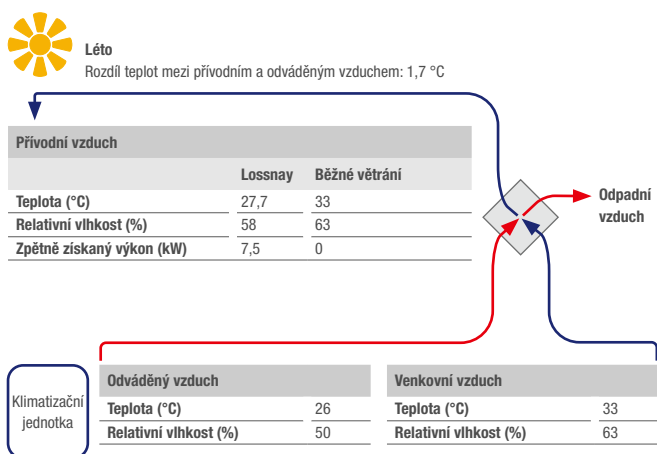 Léto
Rozdíl teplot mezi přívodním a odváděným vzduchem: 1,7 °C
Přívodní vzduch
Lossnay Běžné větrání
Teplota (°C) 27,7 33
Relativní vlhkost (%) 58 63
Zpětně získaný výkon (kW) 7,5 0
Odpadní
vzduch
Klimatizační
jednotka
Odváděný vzduch
Teplota (°C) 26
Relativní vlhkost (%) 50
Venkovní vzduch
Teplota (°C) 33
Relativní vlhkost (%) 63